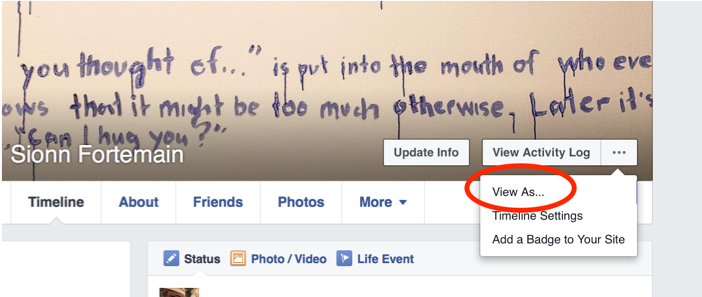 you thought of..." is put into the mouth of who eve
ows that it might be too much otherwise, Later it's
"Can I hug you?"
Sionn Fortemain
Update Info
View Activity Log ...
View As...
Timeline Settings
Add a Badge to Your Site
Timeline
About
Friends
Photos
More
Status
Photo / Video
Life Event